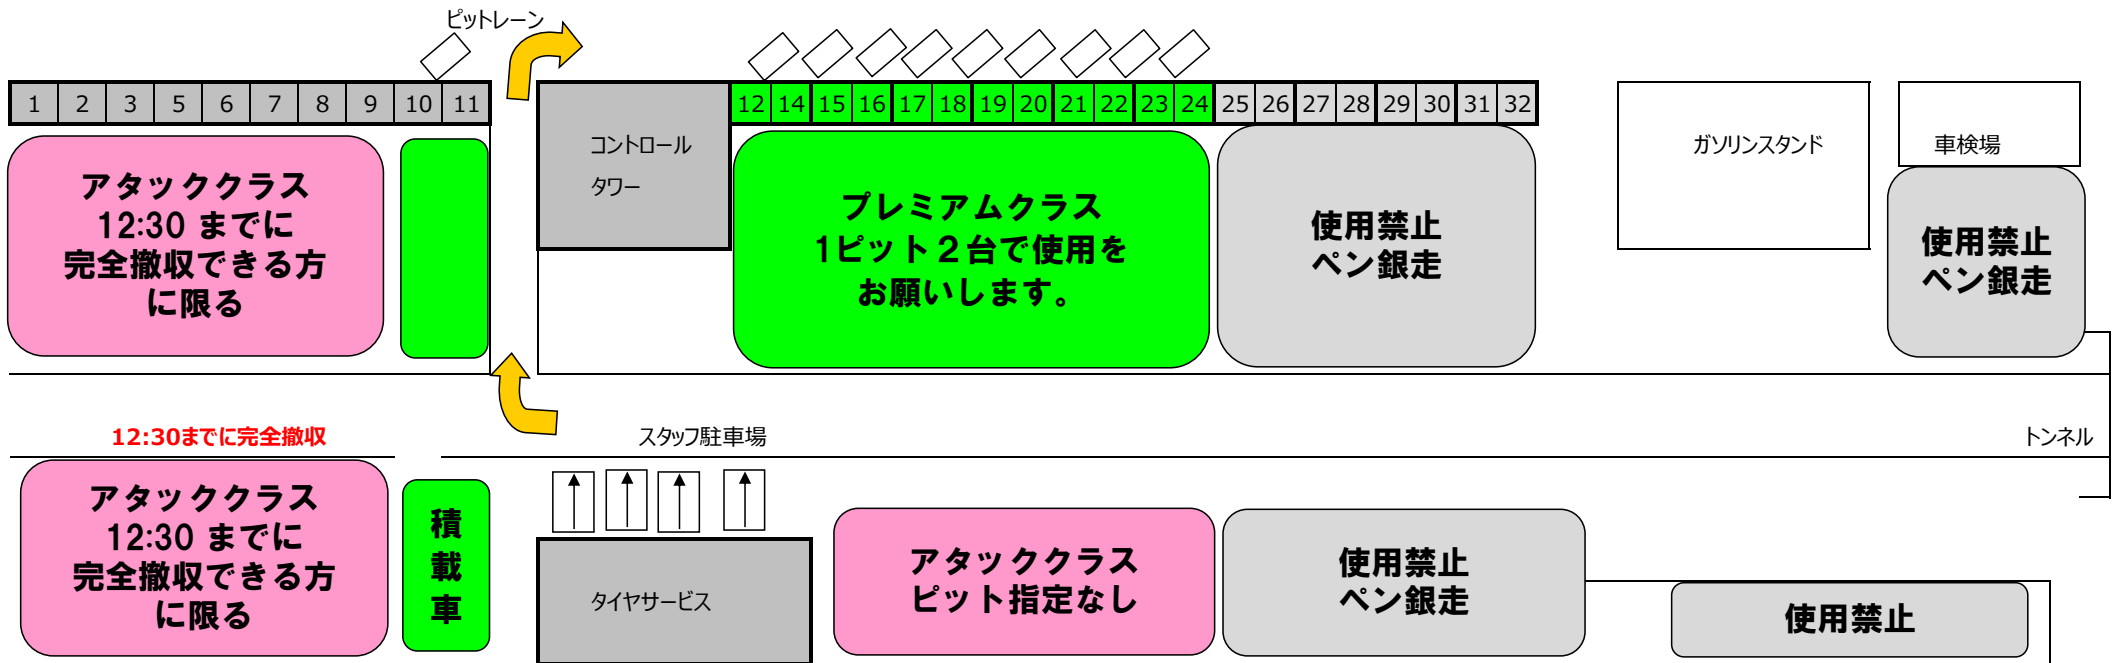 ピットレーン
1 2 3 5 6 7 8 9 10 11
12 14 15 16 17 18 19 20 21 22 23 24 25 26 27 28 29 30 31 32
アタッククラス
12:30 までに
完全撤収できる方
に限る
コントロール
タワー
プレミアムクラス
1ピット２台で使用を
お願いします。
使用禁止
ペン銀走
ガソリンスタンド
車検場
使用禁止
ペン銀走
12:30までに完全撤収
スタッフ駐車場
トンネル
アタッククラス
12:30 までに
完全撤収できる方
に限る
積
載
車
タイヤサービス
アタッククラス
ピット指定なし
使用禁止
ペン銀走
使用禁止